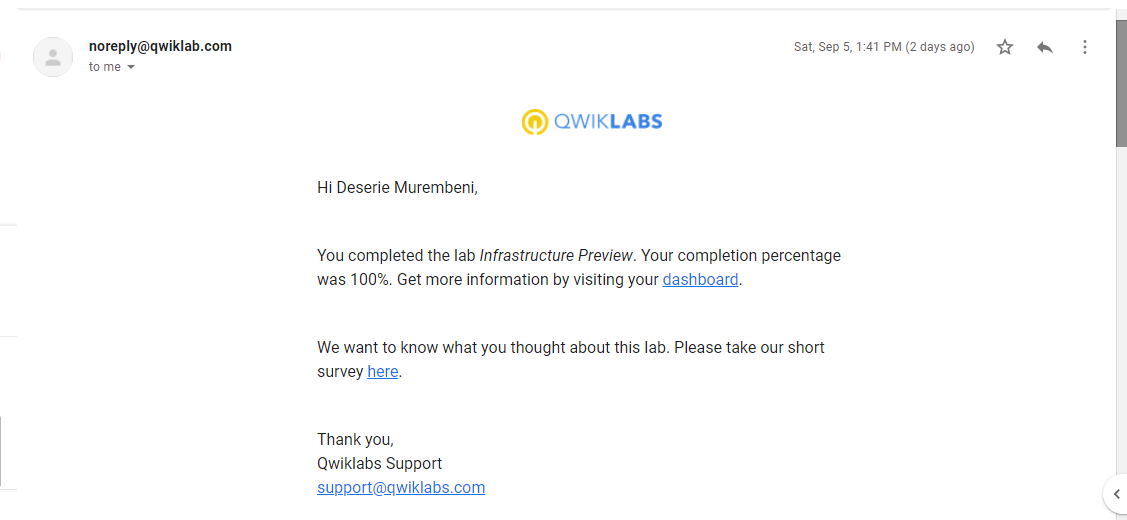 noreply@qwiklab.com
Sat, Sep 5, 1:41 PM (2 days ago)
to me
QWIKLABS
Hi Deserie Murembeni,
You completed the lab Infrastructure Preview. Your completion percentage
was 100%. Get more information by visiting your dashboard.
We want to know what you thought about this lab. Please take our short
survey here.
Thank you,
Qwiklabs Support
support@qwiklabs.com